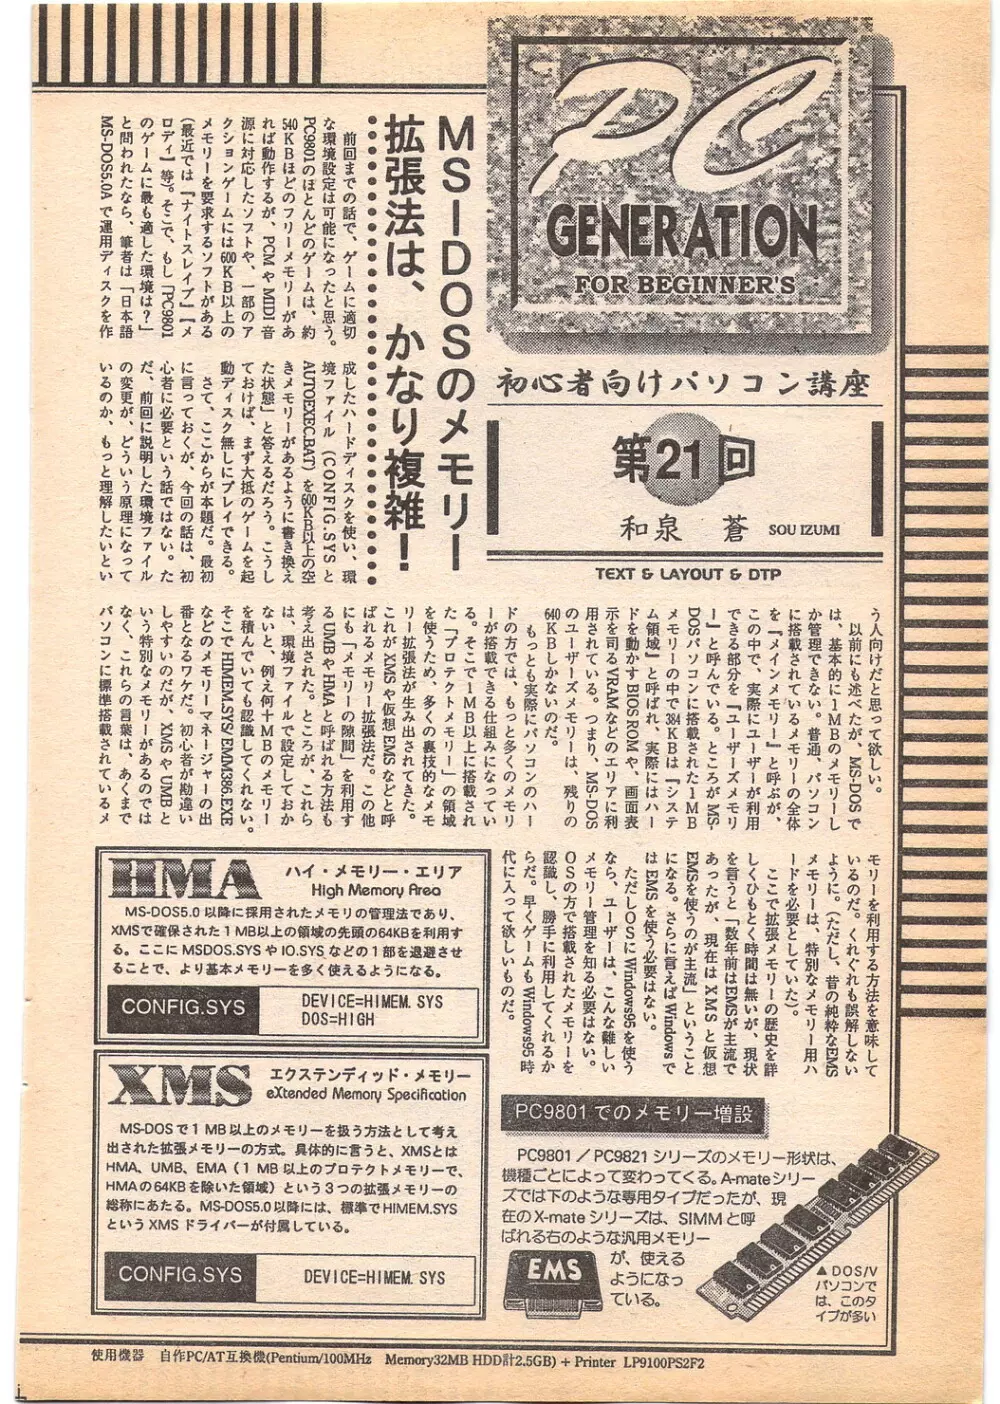 PC
GENERATION
FOR BEGINNER'S
初心者向けパソコン講座
第21回
和泉 蒼 SOU IZUMI
TEXT & LAYOUT & DTP
MS-DOSのメモリー
拡張法は、かなり複雑!
前回までの話で、ゲームに適切
な環境設定は可能になったと思う。
PC9801のほとんどのゲームは、約
540KBほどのフリーメモリーがあ
れば動作するが、PCMやMIDI音
源に対応したソフトや、一部のア
クションゲームには600KB以上の
メモリーを要求するソフトがある
(最近では『ナイトスレイブ』『メ
ロディ』等)。そこで、もし「PC9801
のゲームに最も適した環境は?」
と問われたなら、筆者は「日本語
MS-DOS5.0Aで運用ディスクを作
成したハードディスクを使い、環
境ファイル(CONFIG.SYSと
AUTOEXEC.BAT)を600KB以上の空
きメモリーがあるように書き換え
た状態」と答えるだろう。こうし
ておけば、まず大抵のゲームを起
動ディスク無しにプレイできる。
さて、ここからが本題だ。最初
に言っておくが、今回の話は、初
心者に必要という話ではない。た
だ、前回に説明した環境ファイル
の変更が、どういう原理になって
いるのか、もっと理解したいとい
う人向けだと思って欲しい。
以前にも述べたが、MS-DOSで
は、基本的に1MBのメモリーし
か管理できない。普通、パソコン
に搭載されているメモリーの全体
を『メインメモリー』と呼ぶが、
この中で、実際にユーザーが利用
できる部分を『ユーザーズメモリ
ー』と呼んでいる。ところがMS-
DOSパソコンに搭載された1MB
メモリーの中で384KBは『システ
ム領域』と呼ばれ、実際にはハー
ドを動かすBIOS ROMや、画面表
示を司るVRAMなどのエリアに利
用されている。つまり、MS-DOS
のユーザーズメモリーは、残りの
640KBしかないのだ。
もっとも実際にパソコンのハー
ドの方では、もっと多くのメモリ
ーが搭載できる仕組みになってい
る。そこで1MB以上に搭載され
た「プロテクトメモリー」の領域
を使うため、多くの裏技的なメモ
リー拡張法が生み出されてきた。
これがXMSや仮想EMSなどと呼
ばれるメモリー拡張法だ。この他
にも「メモリーの隙間」を利用す
るUMBやHMAと呼ばれる方法も
考え出された。ところが、これら
は、環境ファイルで設定しておか
ないと、例え何十MBのメモリー
を積んでいても認識してくれない。
そこでHIMEM.SYS/EMM386.EXE
などのメモリーマネージャーの出
番となるワケだ。初心者が勘違い
しやすいのだが、XMSやUMBと
いう特別なメモリーがあるのでは
なく、これらの言葉は、あくまで
パソコンに標準搭載されているメ
モリーを利用する方法を意味して
いるのだ。くれぐれも誤解しない
ように。(ただし、昔の純粋なEMS
メモリーは、特別なメモリー用ハ
ードを必要としていた)。
ここで拡張メモリーの歴史を詳
しくひもとく時間は無いが、現状
を言うと「数年前はEMSが主流で
あったが、現在はXMSと仮想
EMSを使うのが主流」ということ
になる。さらに言えばWindowsで
はEMSを使う必要はない。
ただしOSにWindows95を使う
なら、ユーザーは、こんな難しい
メモリー管理を知る必要はない。
OSの方で搭載されたメモリーを
認識し、勝手に利用してくれるか
らだ。早くゲームもWindows95時
代に入って欲しいものだ。
HMA
ハイ・メモリー・エリア
High Memory Area
MS-DOS5.0以降に採用されたメモリの管理法であり、
XMSで確保された1MB以上の領域の先頭の64KBを利用す
る。ここにMSDOS.SYSやIO.SYSなどの1部を退避させ
ることで、より基本メモリーを多く使えるようになる。
CONFIG.SYS
DEVICE=HIMEM.SYS
DOS=HIGH
XMS
エクステンディッド・メモリー
eXtended Memory Specification
MS-DOSで1MB以上のメモリーを扱う方法として考え
出された拡張メモリーの方式。具体的に言うと、XMSとは
HMA、UMB、EMA(1MB以上のプロテクトメモリーで、
HMAの64KBを除いた領域)という3つの拡張メモリーの
総称にあたる。MS-DOS5.0以降には、標準でHIMEM.SYS
というXMSドライバーが付属している。
CONFIG.SYS
DEVICE=HIMEM.SYS
PC9801でのメモリー増設
PC9801/PC9821シリーズのメモリー形状は、
機種ごとによって変わってくる。A-mateシリー
ズでは下のような専用タイプだったが、現
在のX-mateシリーズは、SIMMと呼
ばれる右のような汎用メモリー
が、使える
ようになっ
ている。
EMS
▲DOS/V
パソコンで
は、このタ
イプが多い
使用機器 自作PC/AT互換機(Pentium/100MHz Memory32MB HDD計2.5GB)+Printer LP9100PS2F2